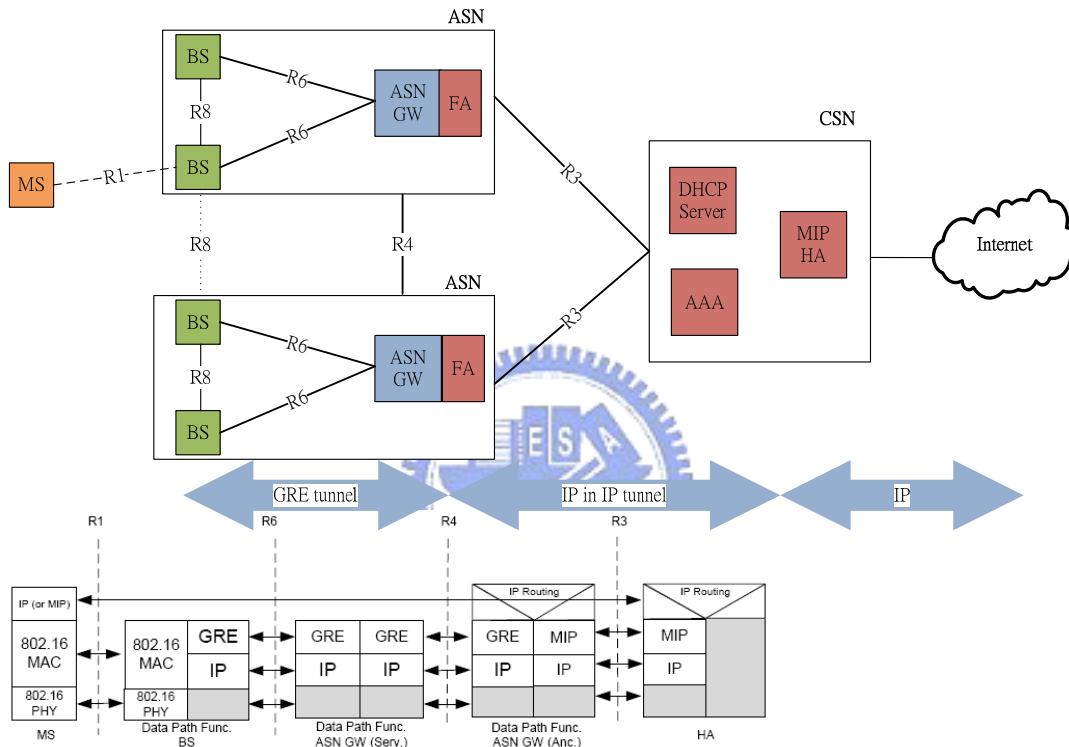 ASN
BS
R6
R8
R6
ASN
GW
FA
BS
MS
R1
R3
CSN
DHCP
Server
MIP
HA
AAA
Internet
R8
R4
R3
ASN
BS
R6
R8
R6
ASN
GW
FA
BS
ESA
GRE tunnel
IP in IP tunnel
IP
R1
R6
R4
R3
IP (or MIP)
IP Routing
IP Routing
802.16
MAC
802.16
MAC
GRE
GRE
GRE
GRE
MIP
MIP
IP
IP
IP
IP
IP
IP
802.16
PHY
802.16
PHY
MS
Data Path Func.
BS
Data Path Func.
ASN GW (Serv.)
Data Path Func.
ASN GW (Anc.)
HA